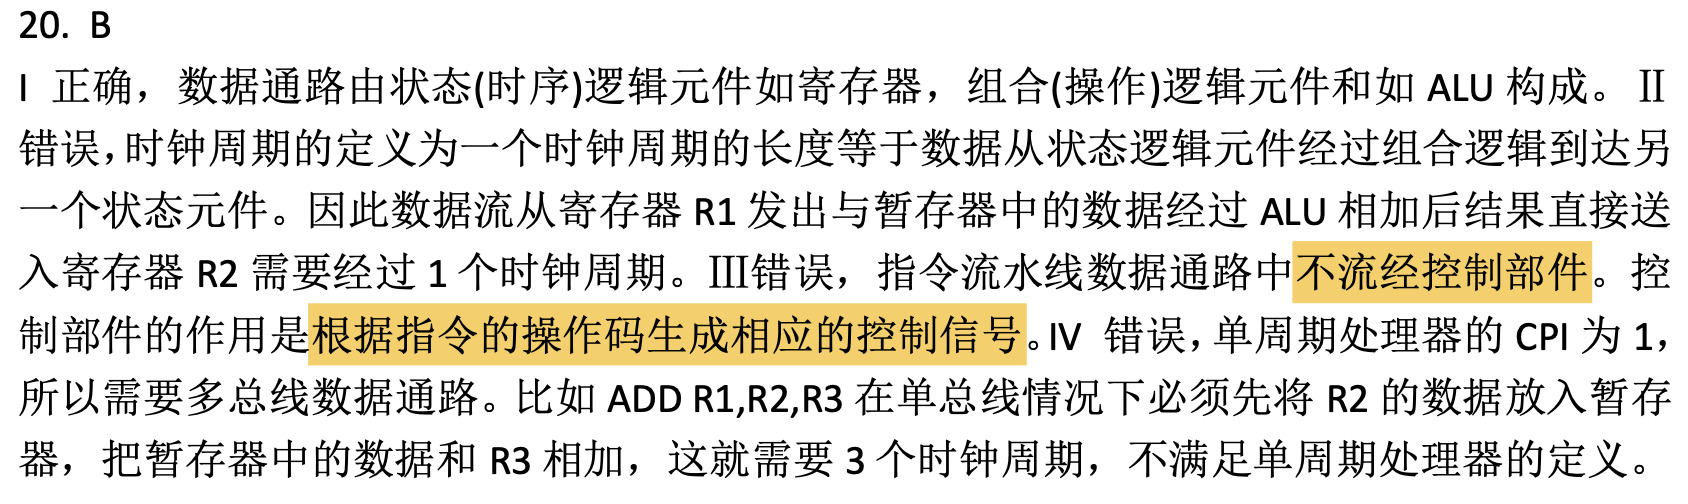 20. B
I 正确，数据通路由状态(时序)逻辑元件如寄存器，组合(操作)逻辑元件和如 ALU 构成。II
错误，时钟周期的定义为一个时钟周期的长度等于数据从状态逻辑元件经过组合逻辑到达另
一个状态元件。因此数据流从寄存器 R1 发出与暂存器中的数据经过 ALU 相加后结果直接送
入寄存器 R2 需要经过 1 个时钟周期。III错误，指令流水线数据通路中不流经控制部件。控
制部件的作用是根据指令的操作码生成相应的控制信号。IV 错误，单周期处理器的 CPI 为 1，
所以需要多总线数据通路。比如 ADD R1,R2,R3 在单总线情况下必须先将 R2 的数据放入暂存
器，把暂存器中的数据和 R3 相加，这就需要 3 个时钟周期，不满足单周期处理器的定义。